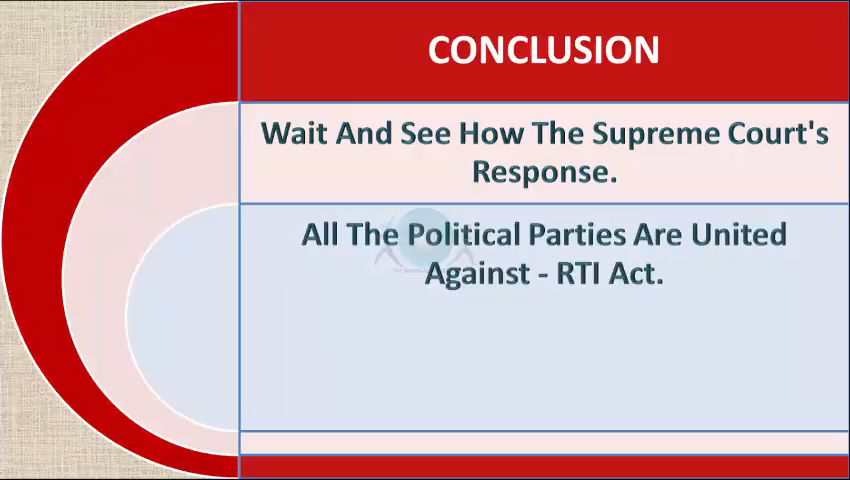 CONCLUSION
Wait And See How The Supreme Court's
Response.
All The Political Parties Are United
Against - RTI Act.